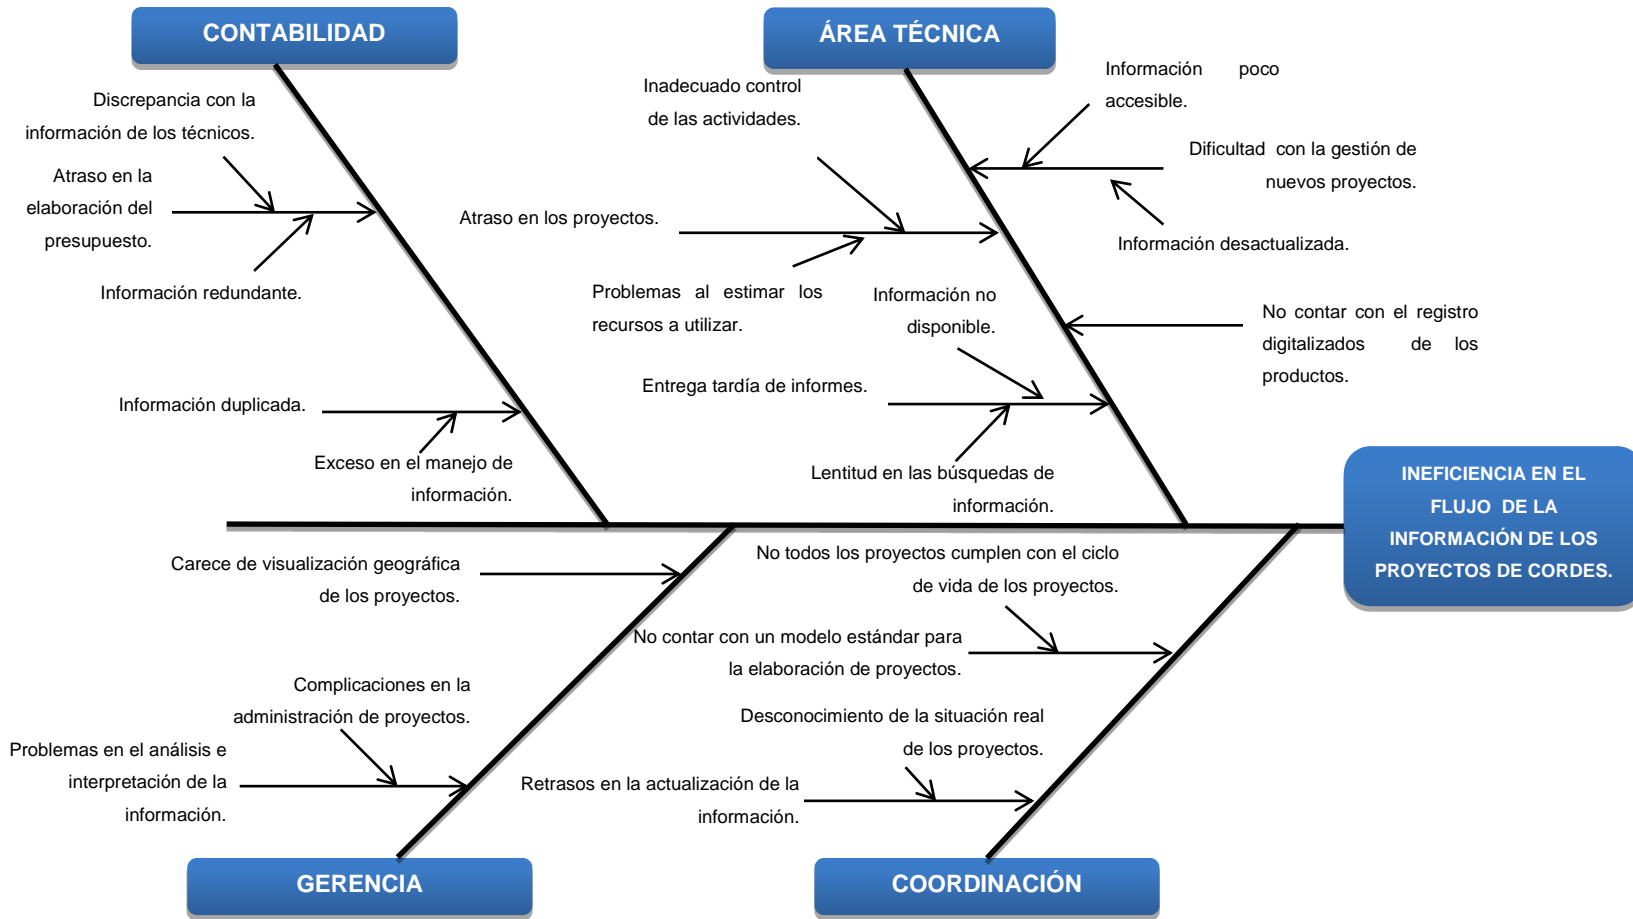 CONTABILIDAD
ÁREA TÉCNICA
Discrepancia con la
información de los técnicos.
Atraso en la
elaboración del
presupuesto.
Información redundante.
Información duplicada.
Exceso en el manejo de
información.
Inadecuado control
de las actividades.
Atraso en los proyectos.
Problemas al estimar los
recursos a utilizar.
Información no
disponible.
Entrega tardía de informes.
Lentitud en las búsquedas de
información.
Información poco
accesible.
Dificultad con la gestión de
nuevos proyectos.
Información desactualizada.
No contar con el registro
digitalizados de los
productos.
INEFICIENCIA EN EL
FLUJO DE LA
INFORMACIÓN DE LOS
PROYECTOS DE CORDES.
Carece de visualización geográfica
de los proyectos.
Complicaciones en la
administración de proyectos.
Problemas en el análisis e
interpretación de la
información.
No todos los proyectos cumplen con el ciclo
de vida de los proyectos.
No contar con un modelo estándar para
la elaboración de proyectos.
Desconocimiento de la situación real
de los proyectos.
Retrasos en la actualización de la
información.
GERENCIA
COORDINACIÓN